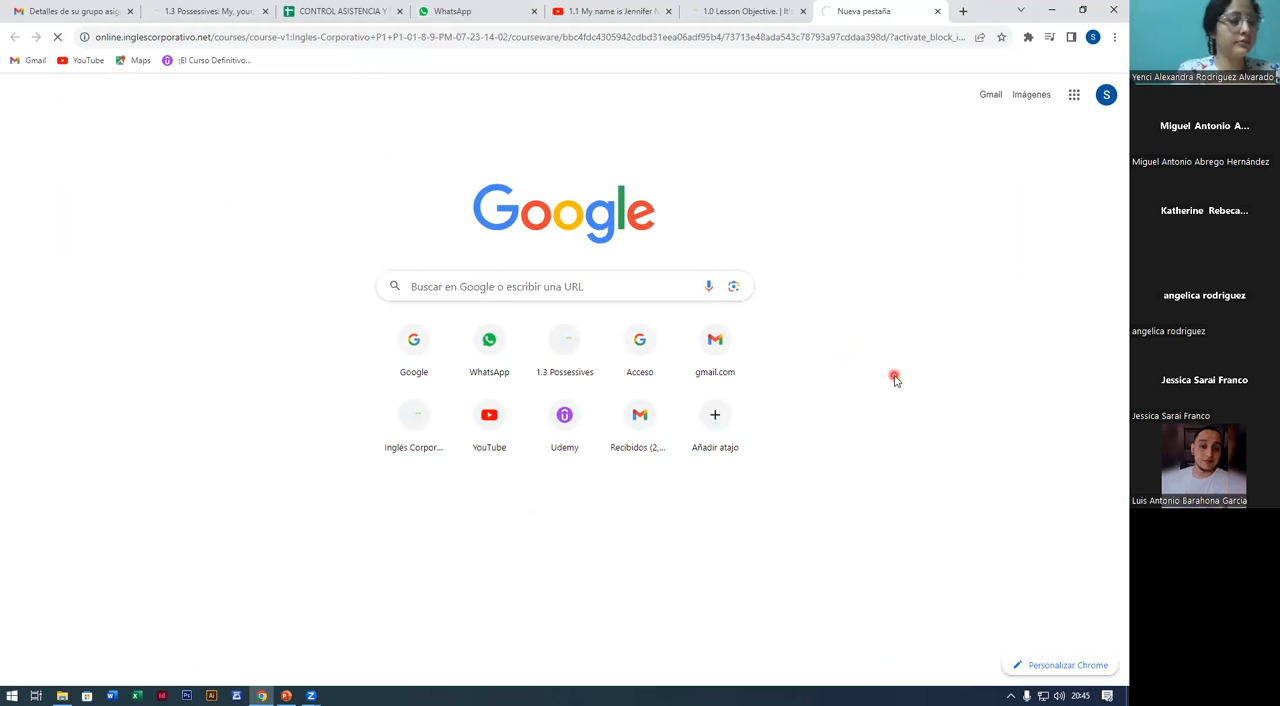 Detalles de su grupo asig
1.3 Possessives: My, your
CONTROL ASISTENCIA Y
WhatsApp
1.1 My name is Jennifer M
1.0 Lesson Objective. | It's
Nueva pestaña
online.inglescorporativo.net/courses/course-v1:Ingles-Corporativo+P1+P1-01-8-9-PM-07-23-14-02/courseware/bbc4fdc4305942cdbd31eea06adf95b4/73713e48ada543c78793a97cddaa398d/?activate_block_i...
S
Gmail
YouTube
Maps
¡El Curso Definitivo...
Gmail
Imágenes
S
Google
Buscar en Google o escribir una URL
Google
WhatsApp
1.3 Possessives
Acceso
gmail.com
Inglés Corpor...
YouTube
Udemy
Recibidos (2,...
Añadir atajo
Personalizar Chrome
20:45
Yenci Alexandra Rodriguez Alvarado
Miguel Antonio A...
Miguel Antonio Abrego Hernández
Katherine Rebeca...
angelica rodriguez
angelica rodriguez
Jessica Sarai Franco
Jessica Sarai Franco
Luis Antonio Barahona Garcia